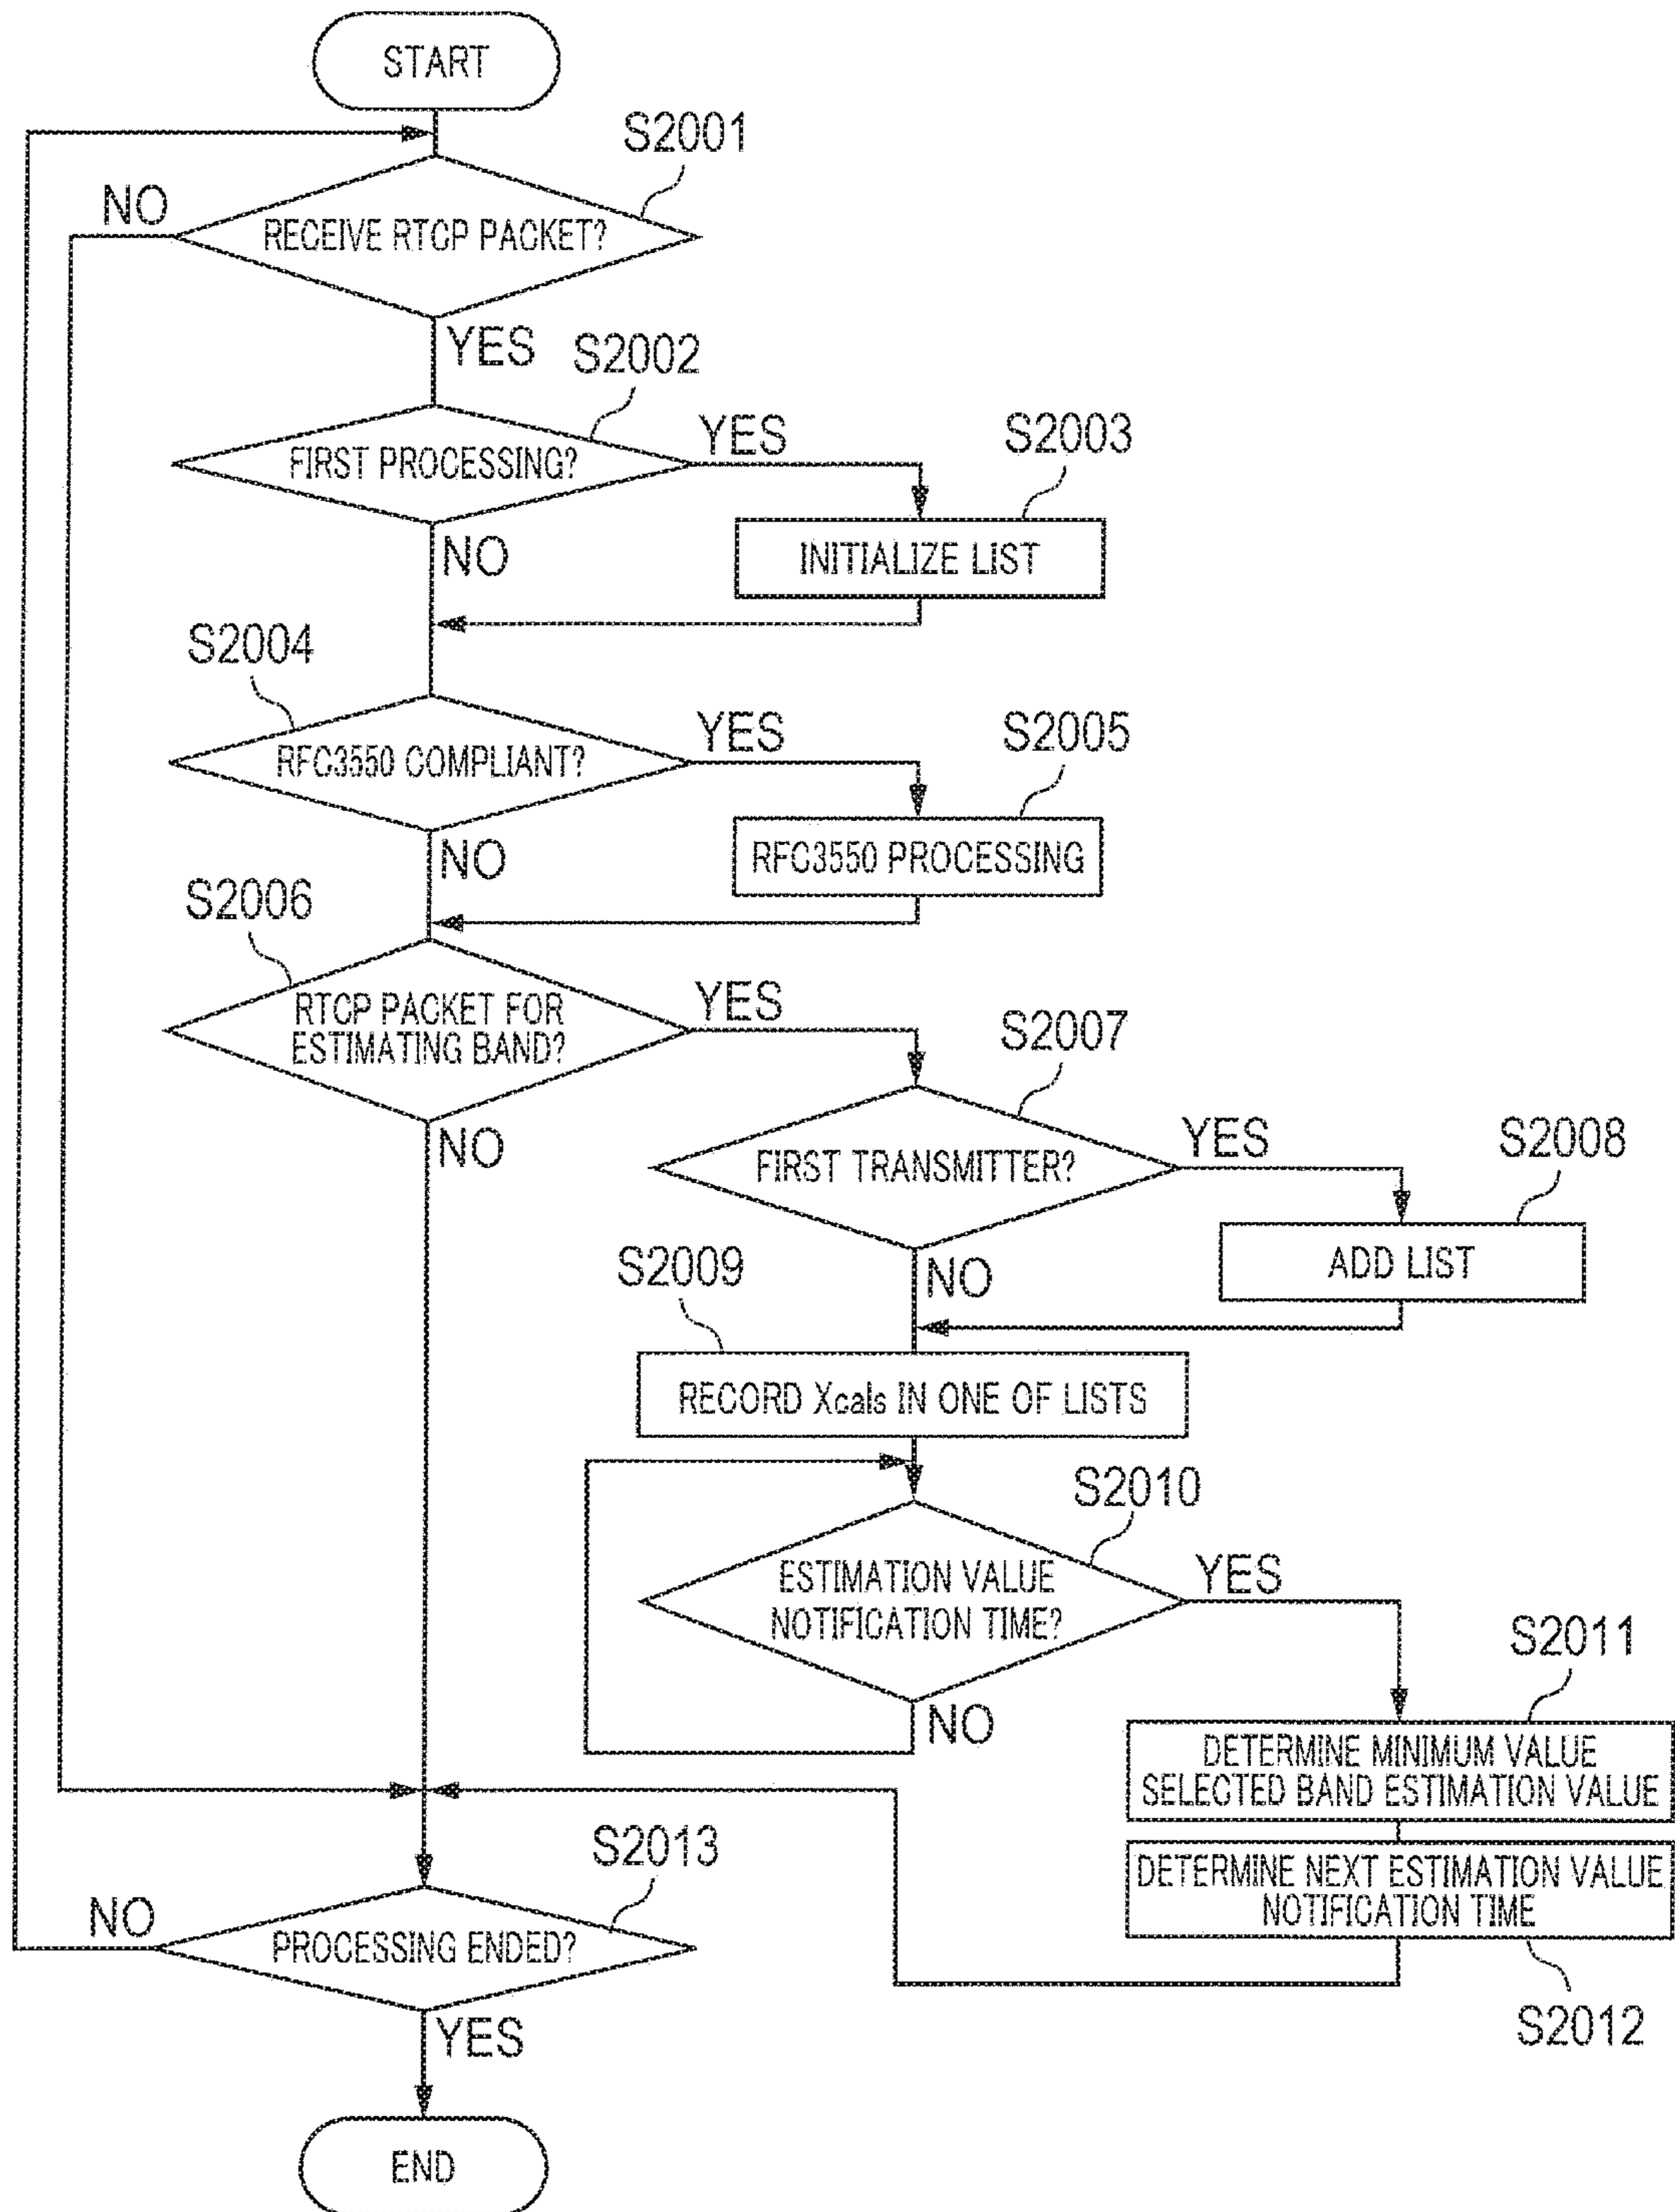 START
S2001
NO
RECEIVE RTCP PACKET?
YES
S2002
FIRST PROCESSING?
YES
S2003
INITIALIZE LIST
NO
S2004
RFC3550 COMPLIANT?
YES
S2005
RFC3550 PROCESSING
NO
S2006
RTCP PACKET FOR
ESTIMATING BAND?
YES
S2007
NO
FIRST TRANSMITTER?
YES
S2008
ADD LIST
NO
S2009
RECORD Xcals IN ONE OF LISTS
S2010
ESTIMATION VALUE
NOTIFICATION TIME?
YES
S2011
NO
DETERMINE MINIMUM VALUE
SELECTED BAND ESTIMATION VALUE
DETERMINE NEXT ESTIMATION VALUE
NOTIFICATION TIME
S2012
S2013
NO
PROCESSING ENDED?
YES
END